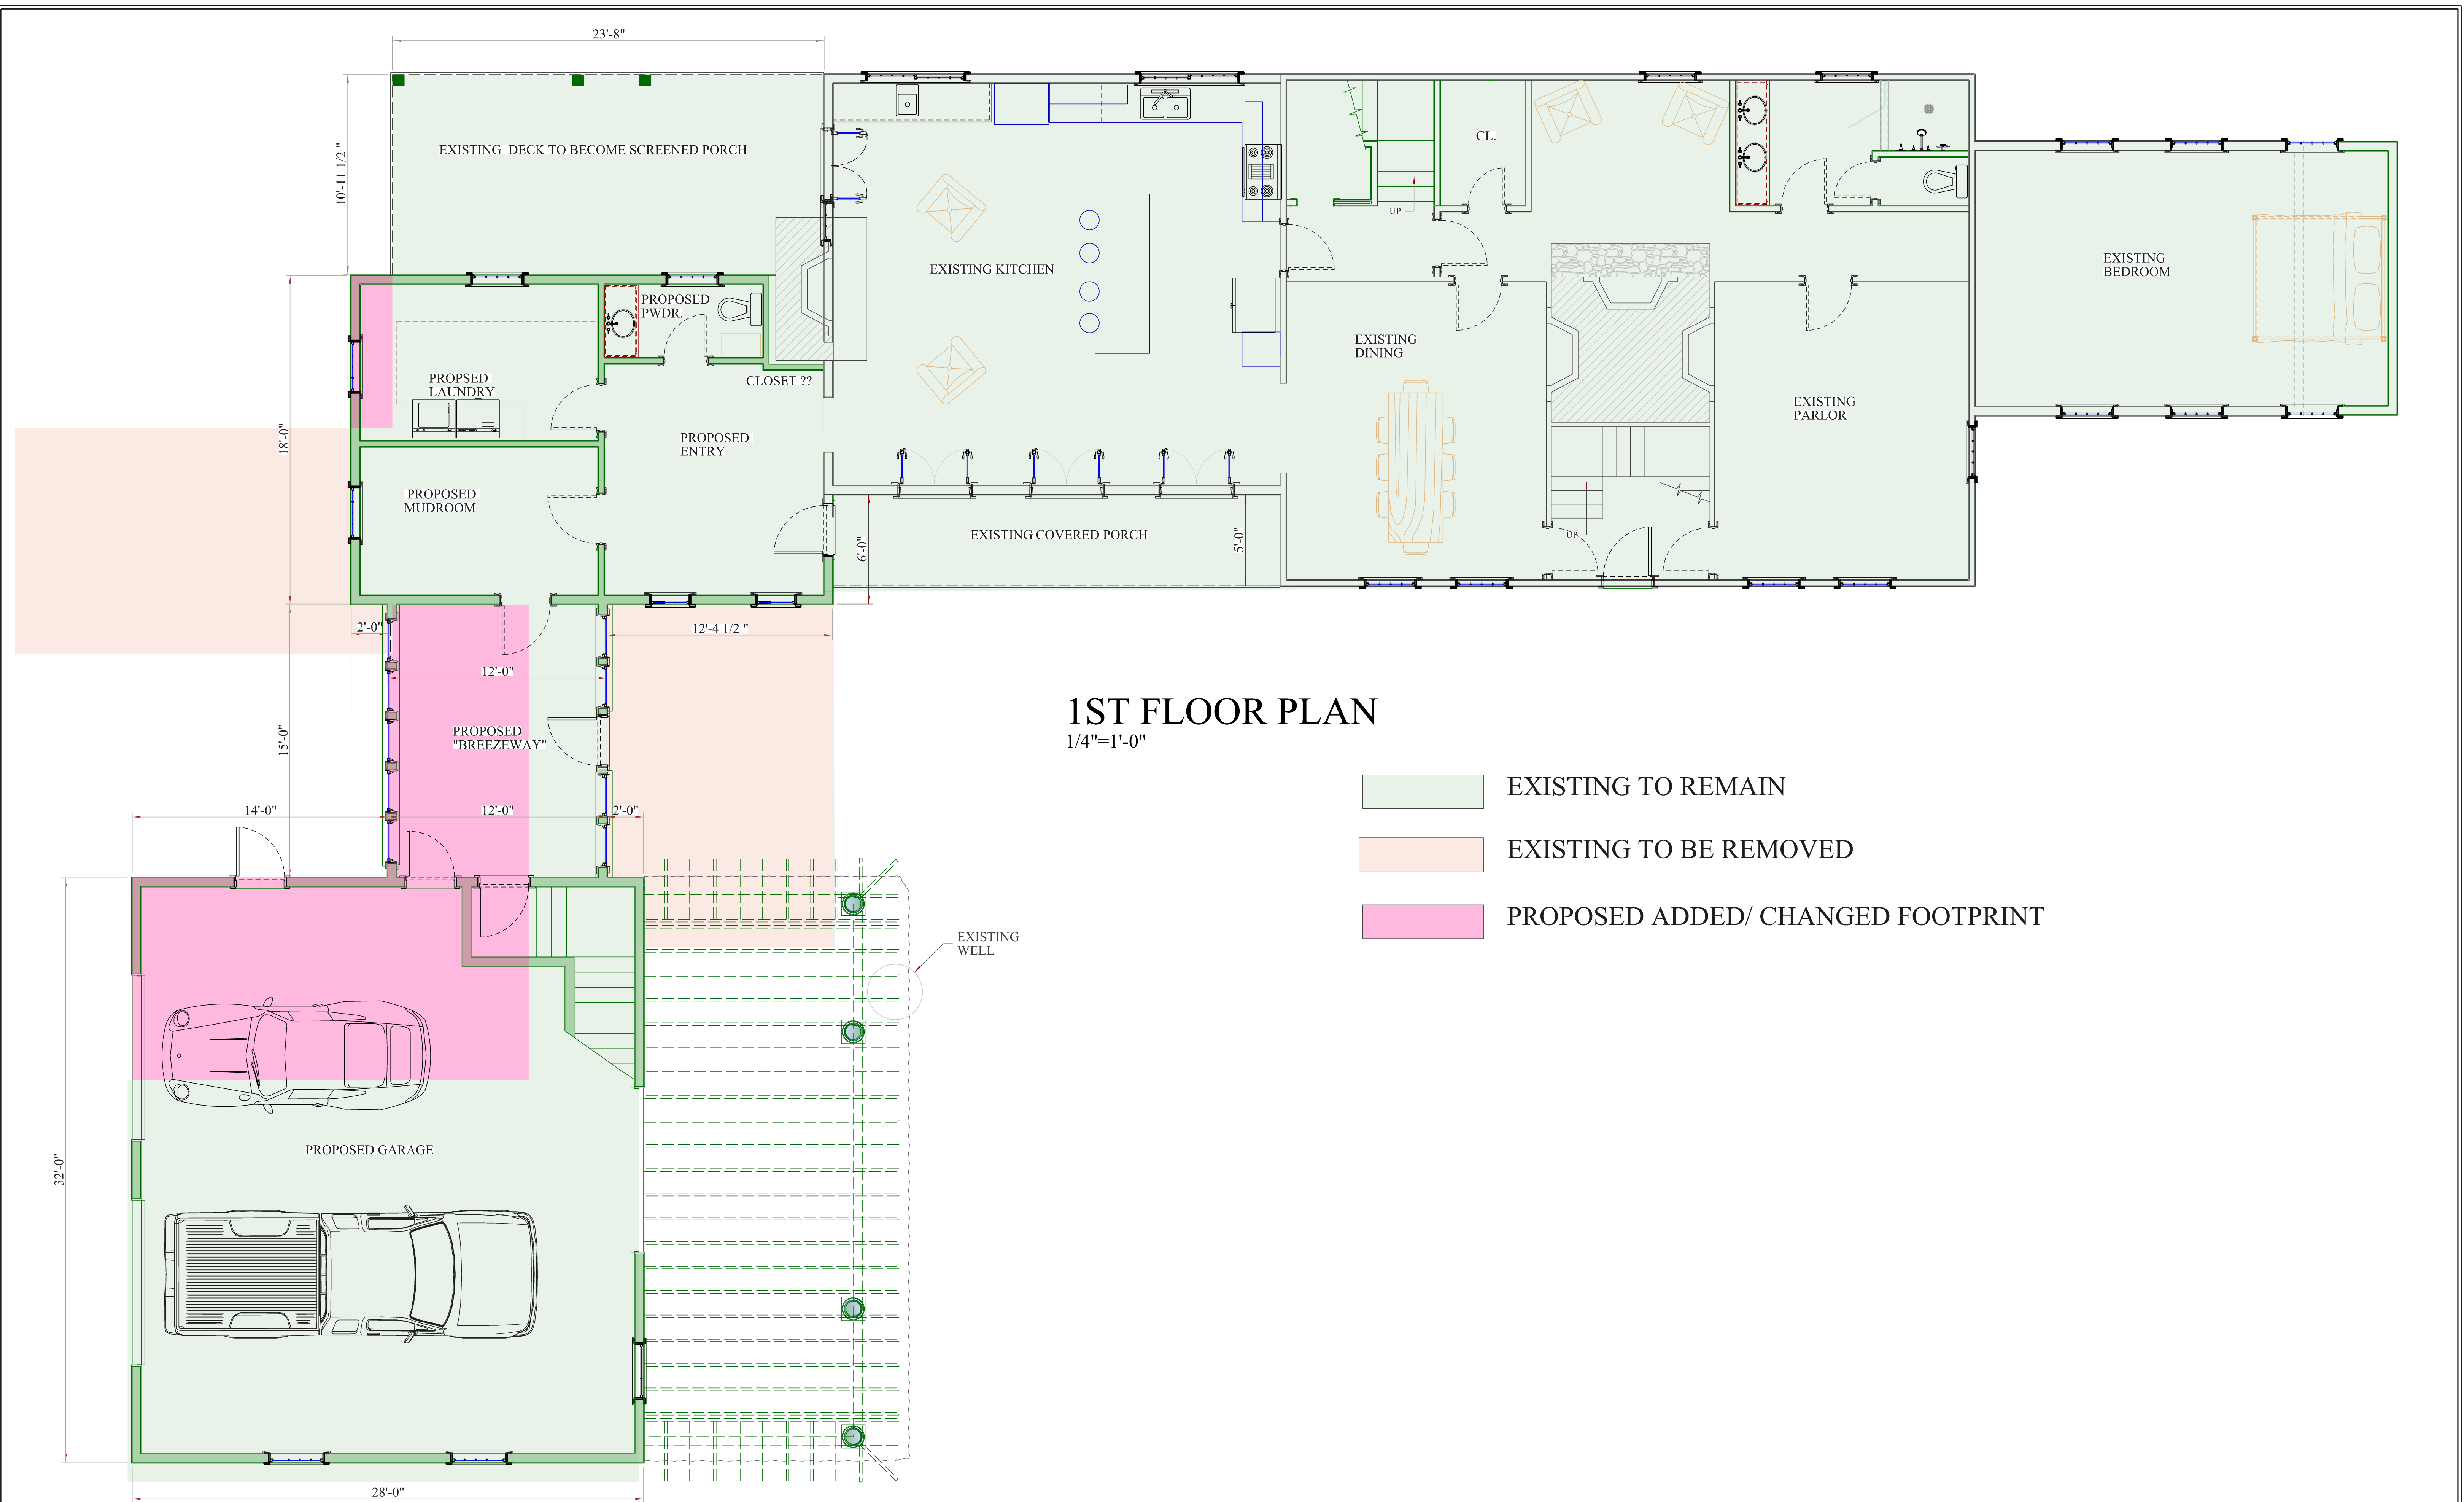 23'-8"
10'-11 1/2 "
EXISTING  DECK TO BECOME SCREENED PORCH
CL.
UP
EXISTING KITCHEN
EXISTING
BEDROOM
PROPOSED
PWDR.
EXISTING
DINING
PROPSED
LAUNDRY
CLOSET ??
EXISTING
PARLOR
18'-0"
PROPOSED
ENTRY
PROPOSED
MUDROOM
6'-0"
EXISTING COVERED PORCH
5'-0"
UP
2'-0"
12'-4 1/2 "
12'-0"
15'-0"
PROPOSED
"BREEZEWAY"
1ST FLOOR PLAN
1/4"=1'-0"
EXISTING TO REMAIN
EXISTING TO BE REMOVED
PROPOSED ADDED/ CHANGED FOOTPRINT
14'-0"
12'-0"
2'-0"
EXISTING
WELL
32'-0"
PROPOSED GARAGE
28'-0"